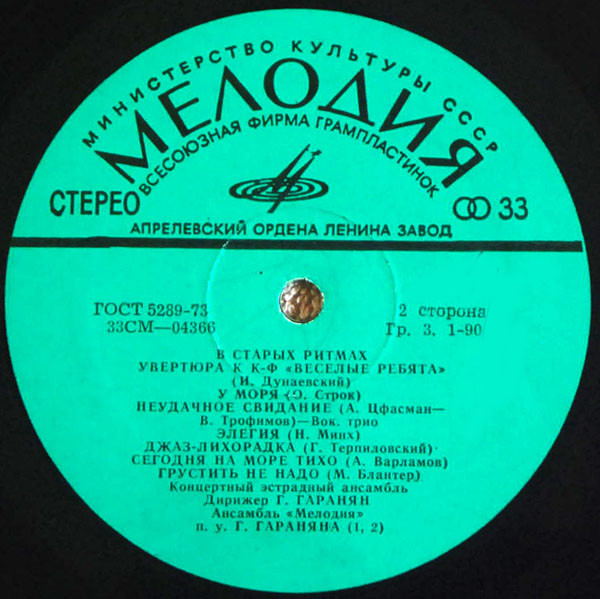 МИНИСТЕРСТВО КУЛЬТУРЫ СССР
МЕЛОДИЯ
ВСЕСОЮЗНАЯ ФИРМА ГРАМПЛАСТИНОК
СТЕРЕО 33
АПРЕЛЕВСКИЙ ОРДЕНА ЛЕНИНА ЗАВОД
ГОСТ 5289-73 2 сторона
33СМ—04366 Гр. 3. 1-90
В СТАРЫХ РИТМАХ
УВЕРТЮРА К К-Ф «ВЕСЕЛЫЕ РЕБЯТА»
(И. Дунаевский)
У МОРЯ (О. Строк)
НЕУДАЧНОЕ СВИДАНИЕ (А. Цфасман—
В. Трофимов)—Вок. трио
ЭЛЕГИЯ (Н. Минх)
ДЖАЗ-ЛИХОРАДКА (Г. Терпиловский)
СЕГОДНЯ НА МОРЕ ТИХО (А. Варламов)
ГРУСТИТЬ НЕ НАДО (М. Блантер)
Концертный эстрадный ансамбль
Дирижер Г. ГАРАНЯН
Ансамбль «Мелодия»
п. у. Г. ГАРАНЯНА (1, 2)